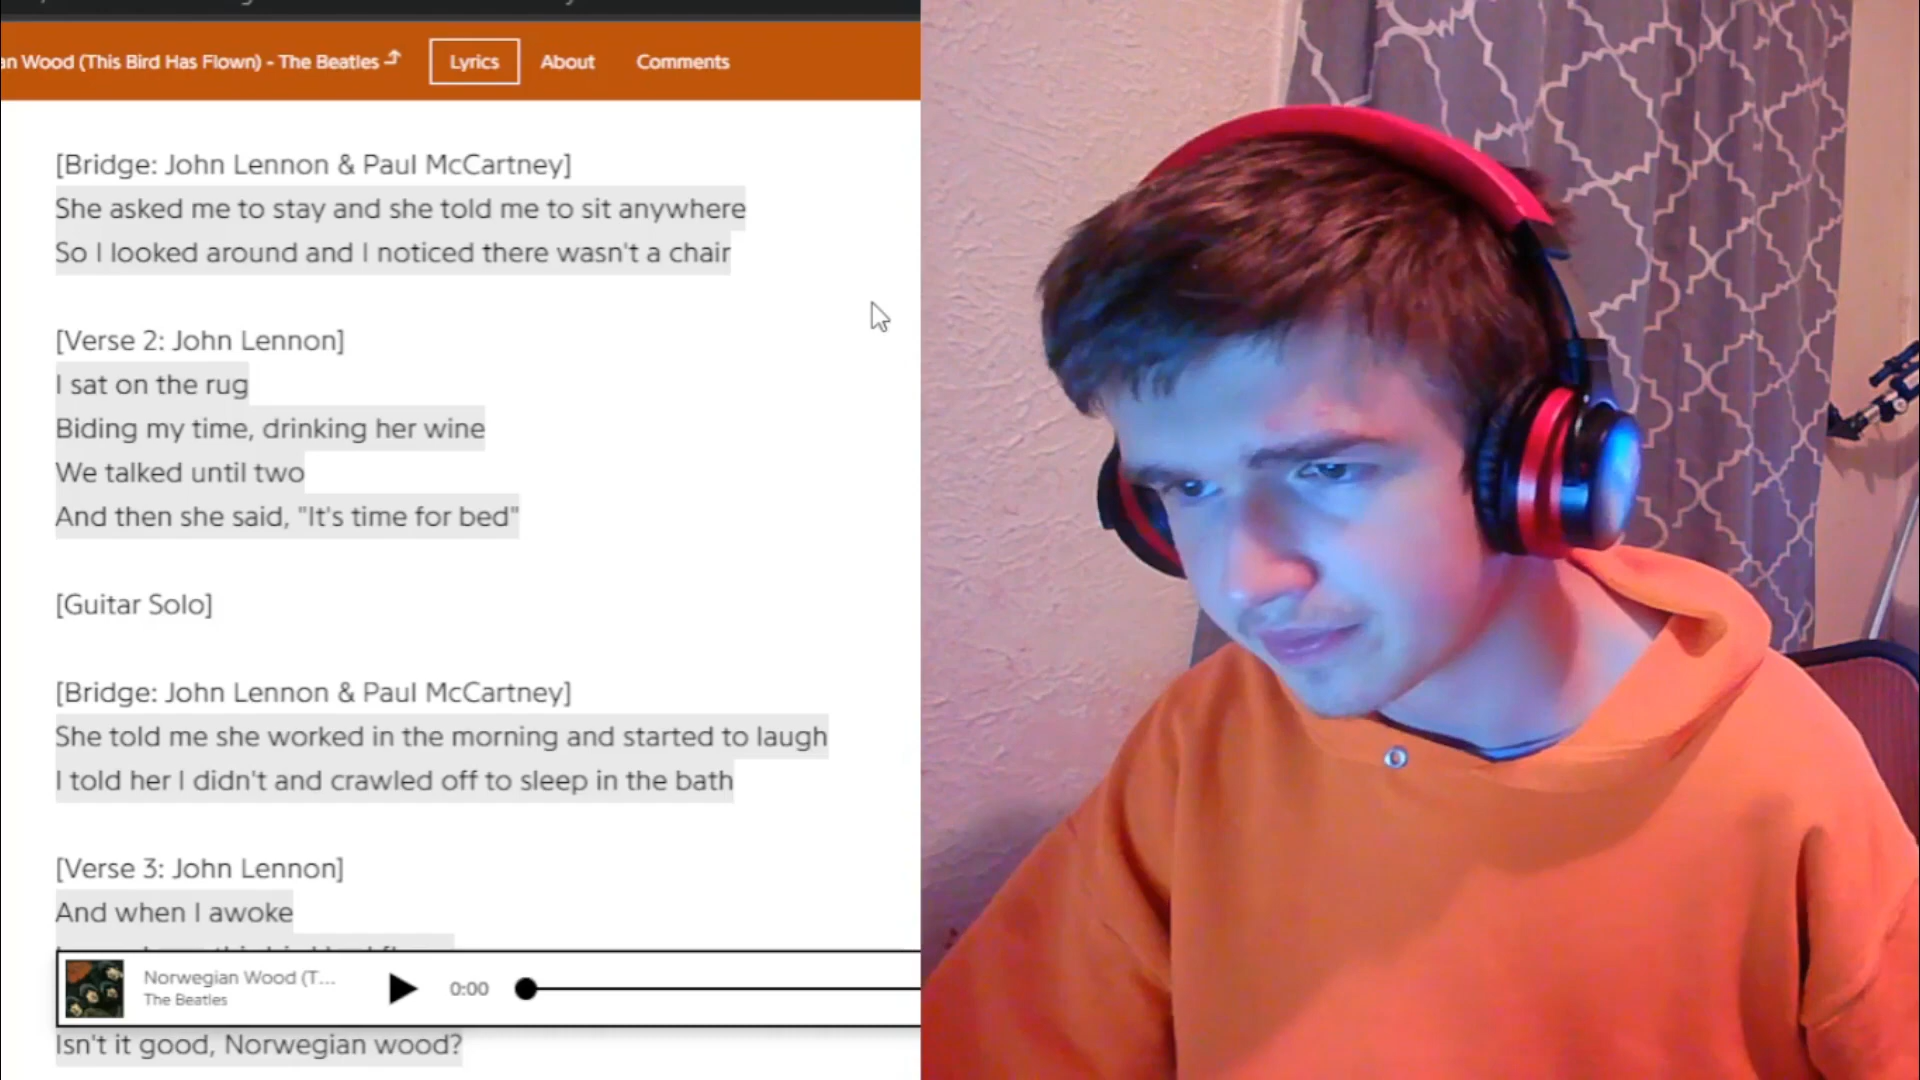 an Wood (This Bird Has Flown) - The Beatles
Lyrics
About
Comments
[Bridge: John Lennon & Paul McCartney]
She asked me to stay and she told me to sit anywhere
So I looked around and I noticed there wasn't a chair
[Verse 2: John Lennon]
I sat on the rug
Biding my time, drinking her wine
We talked until two
And then she said, "It's time for bed"
[Guitar Solo]
[Bridge: John Lennon & Paul McCartney]
She told me she worked in the morning and started to laugh
I told her I didn't and crawled off to sleep in the bath
[Verse 3: John Lennon]
And when I awoke
Norwegian Wood (T...
The Beatles
0:00
Isn't it good, Norwegian wood?